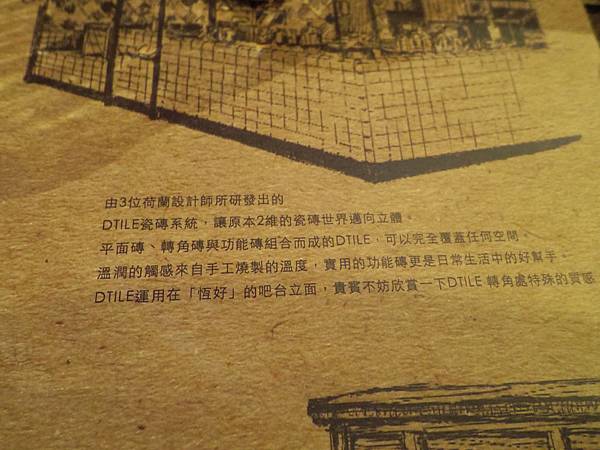 由3位荷蘭設計師所研發出的
DTILE瓷磚系統，讓原本2維的瓷磚世界邁向立體。
平面磚、轉角磚與功能磚組合而成的DTILE，可以完全覆蓋任何空間。
溫潤的觸感來自手工燒製的溫度，實用的功能磚更是日常生活中的好幫手。
DTILE運用在「恆好」的吧台立面，貴賓不妨欣賞一下DTILE 轉角處特殊的質感